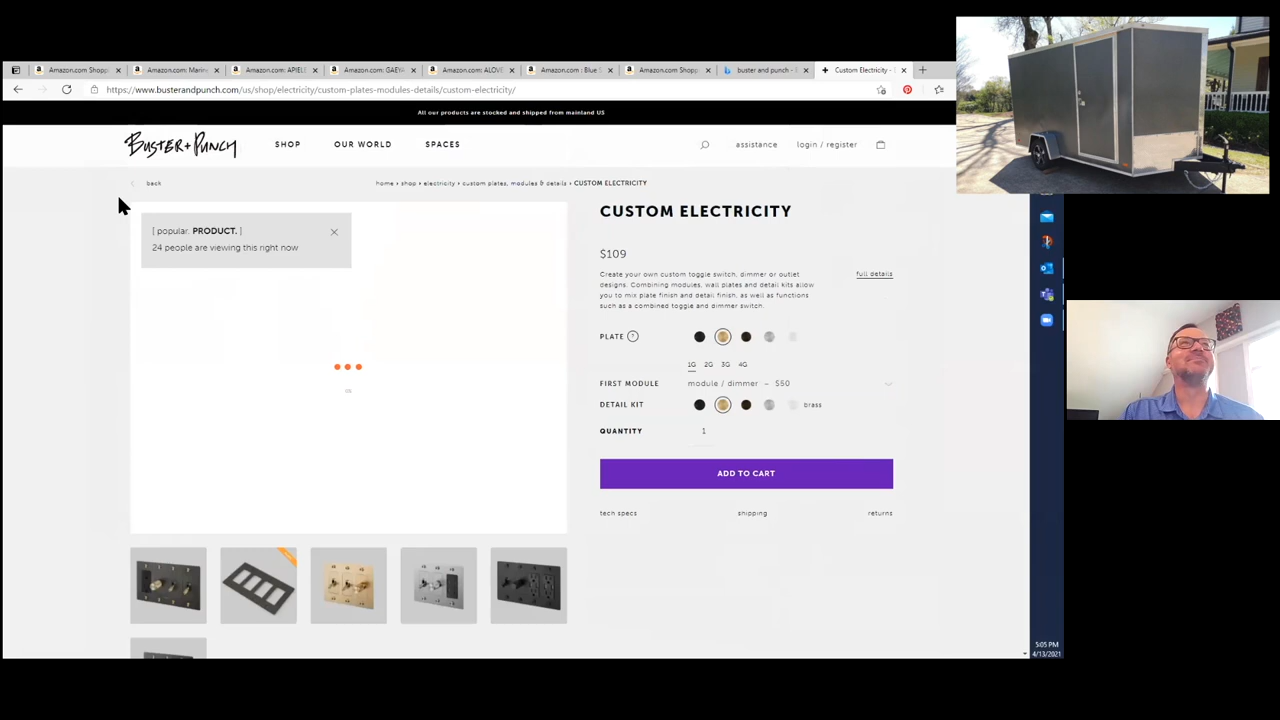 Amazon.com Shopp
Amazon.com: Marin
Amazon.com: APIELE
Amazon.com: GAEYA
Amazon.com: ALOVE
Amazon.com : Blue S
Amazon.com Shopp
buster and punch - B
Custom Electricity -
https://www.busterandpunch.com/us/shop/electricity/custom-plates-modules-details/custom-electricity/
All our products are stocked and shipped from mainland US
BUSTER + PUNCH
SHOP
OUR WORLD
SPACES
assistance
login / register
back
home › shop › electricity › custom plates, modules & details › CUSTOM ELECTRICITY
CUSTOM ELECTRICITY
[ popular. PRODUCT. ]
24 people are viewing this right now
$109
Create your own custom toggle switch, dimmer or outlet
designs. Combining modules, wall plates and detail kits allow
you to mix plate finish and detail finish, as well as functions
such as a combined toggle and dimmer switch.
full details
PLATE ?
1G 2G 3G 4G
FIRST MODULE module / dimmer – $50
DETAIL KIT brass
QUANTITY 1
ADD TO CART
tech specs
shipping
returns
5:05 PM
4/13/2021